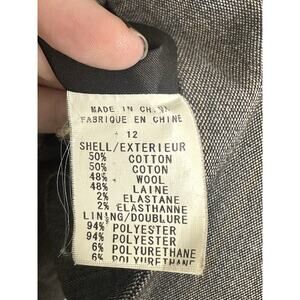 MADE IN CHINA
FABRIQUE EN CHINE
12
SHELL/EXTERIEUR
50% COTTON
50% COTON
48% WOOL
48% LAINE
2% ELASTANE
2% ELASTHANNE
LINING/DOUBLURE
94% POLYESTER
94% POLYESTER
6% POLYURETHANE
6% POLYURETHANE